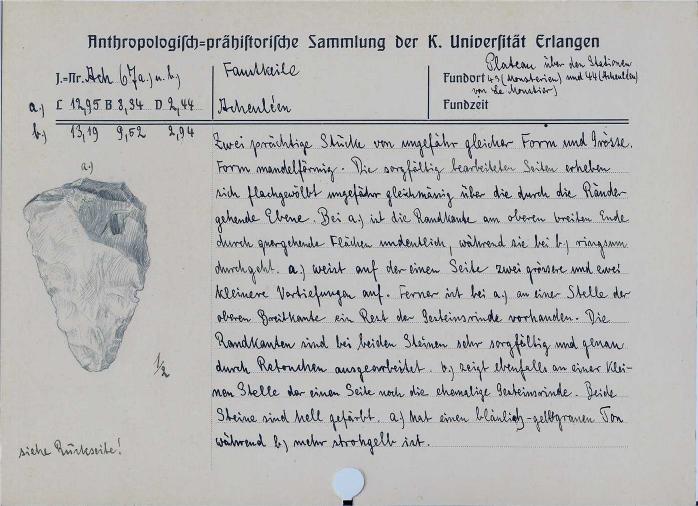 Anthropologisch=prähistorische Sammlung der K. Universität Erlangen
J.=Nr. Ach 67a.) u. b.)
Faustkeile
Plateau über den Stationen
Fundort 43 (Mousterien) und 44 (Acheuléen)
von Le Moustier)
a.) L 12,95 B 8,34 D 2,44
Acheuléen
Fundzeit
b.) 13,19 9,52 2,94
Zwei prächtige Stücke von ungefähr gleicher Form und Grösse.
a.)
Form mandelförmig. Die sorgfältig bearbeiteten Seiten erheben
sich flachgewölbt ungefähr gleichmässig über die durch die Ränder
gehende Ebene. Bei a.) ist die Randkante am oberen breiten Ende
durch quergehende Flächen undeutlich, während sie bei b.) ringsum
durchgeht. a.) weist auf der einen Seite zwei grössere und zwei
kleinere Vertiefungen auf. Ferner ist bei a.) an einer Stelle der
oberen Breitkante ein Rest der Gesteinsrinde vorhanden. Die
Randkanten sind bei beiden Steinen sehr sorgfältig und genau
durch Retouchen ausgearbeitet. b.) zeigt ebenfalls an einer klei-
1/2
nen Stelle der einen Seite noch die ehemalige Gesteinsrinde. Beide
Steine sind hell gefärbt. a.) hat einen bläulich-gelbgrauen Ton
während b.) mehr strohgelb ist.
siehe Rückseite!